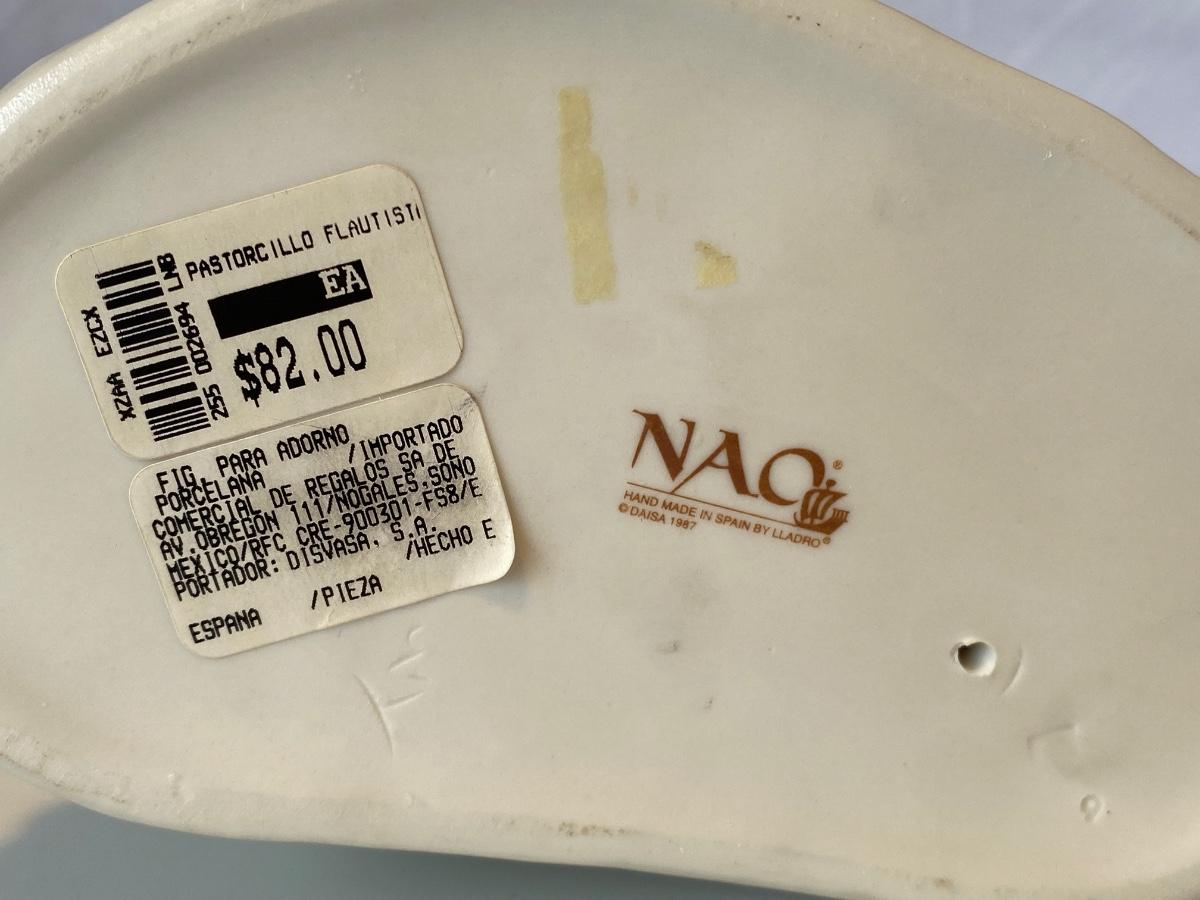 PASTORCILLO FLAUTIST
EA
$82.00
XZAA EZCX
255 002694 LMB
FIG. PARA ADORNO
PORCELANA /IMPORTADO
COMERCIAL DE REGALOS SA DE
AV.OBREGON 111/NOGALES.SONO
MEXICO/RFC CRE-900301-FS8/E
PORTADOR: DISVASA, S.A.
/HECHO E
ESPANA /PIEZA
NAO®
HAND MADE IN SPAIN BY LLADRO®
© DAISA 1987